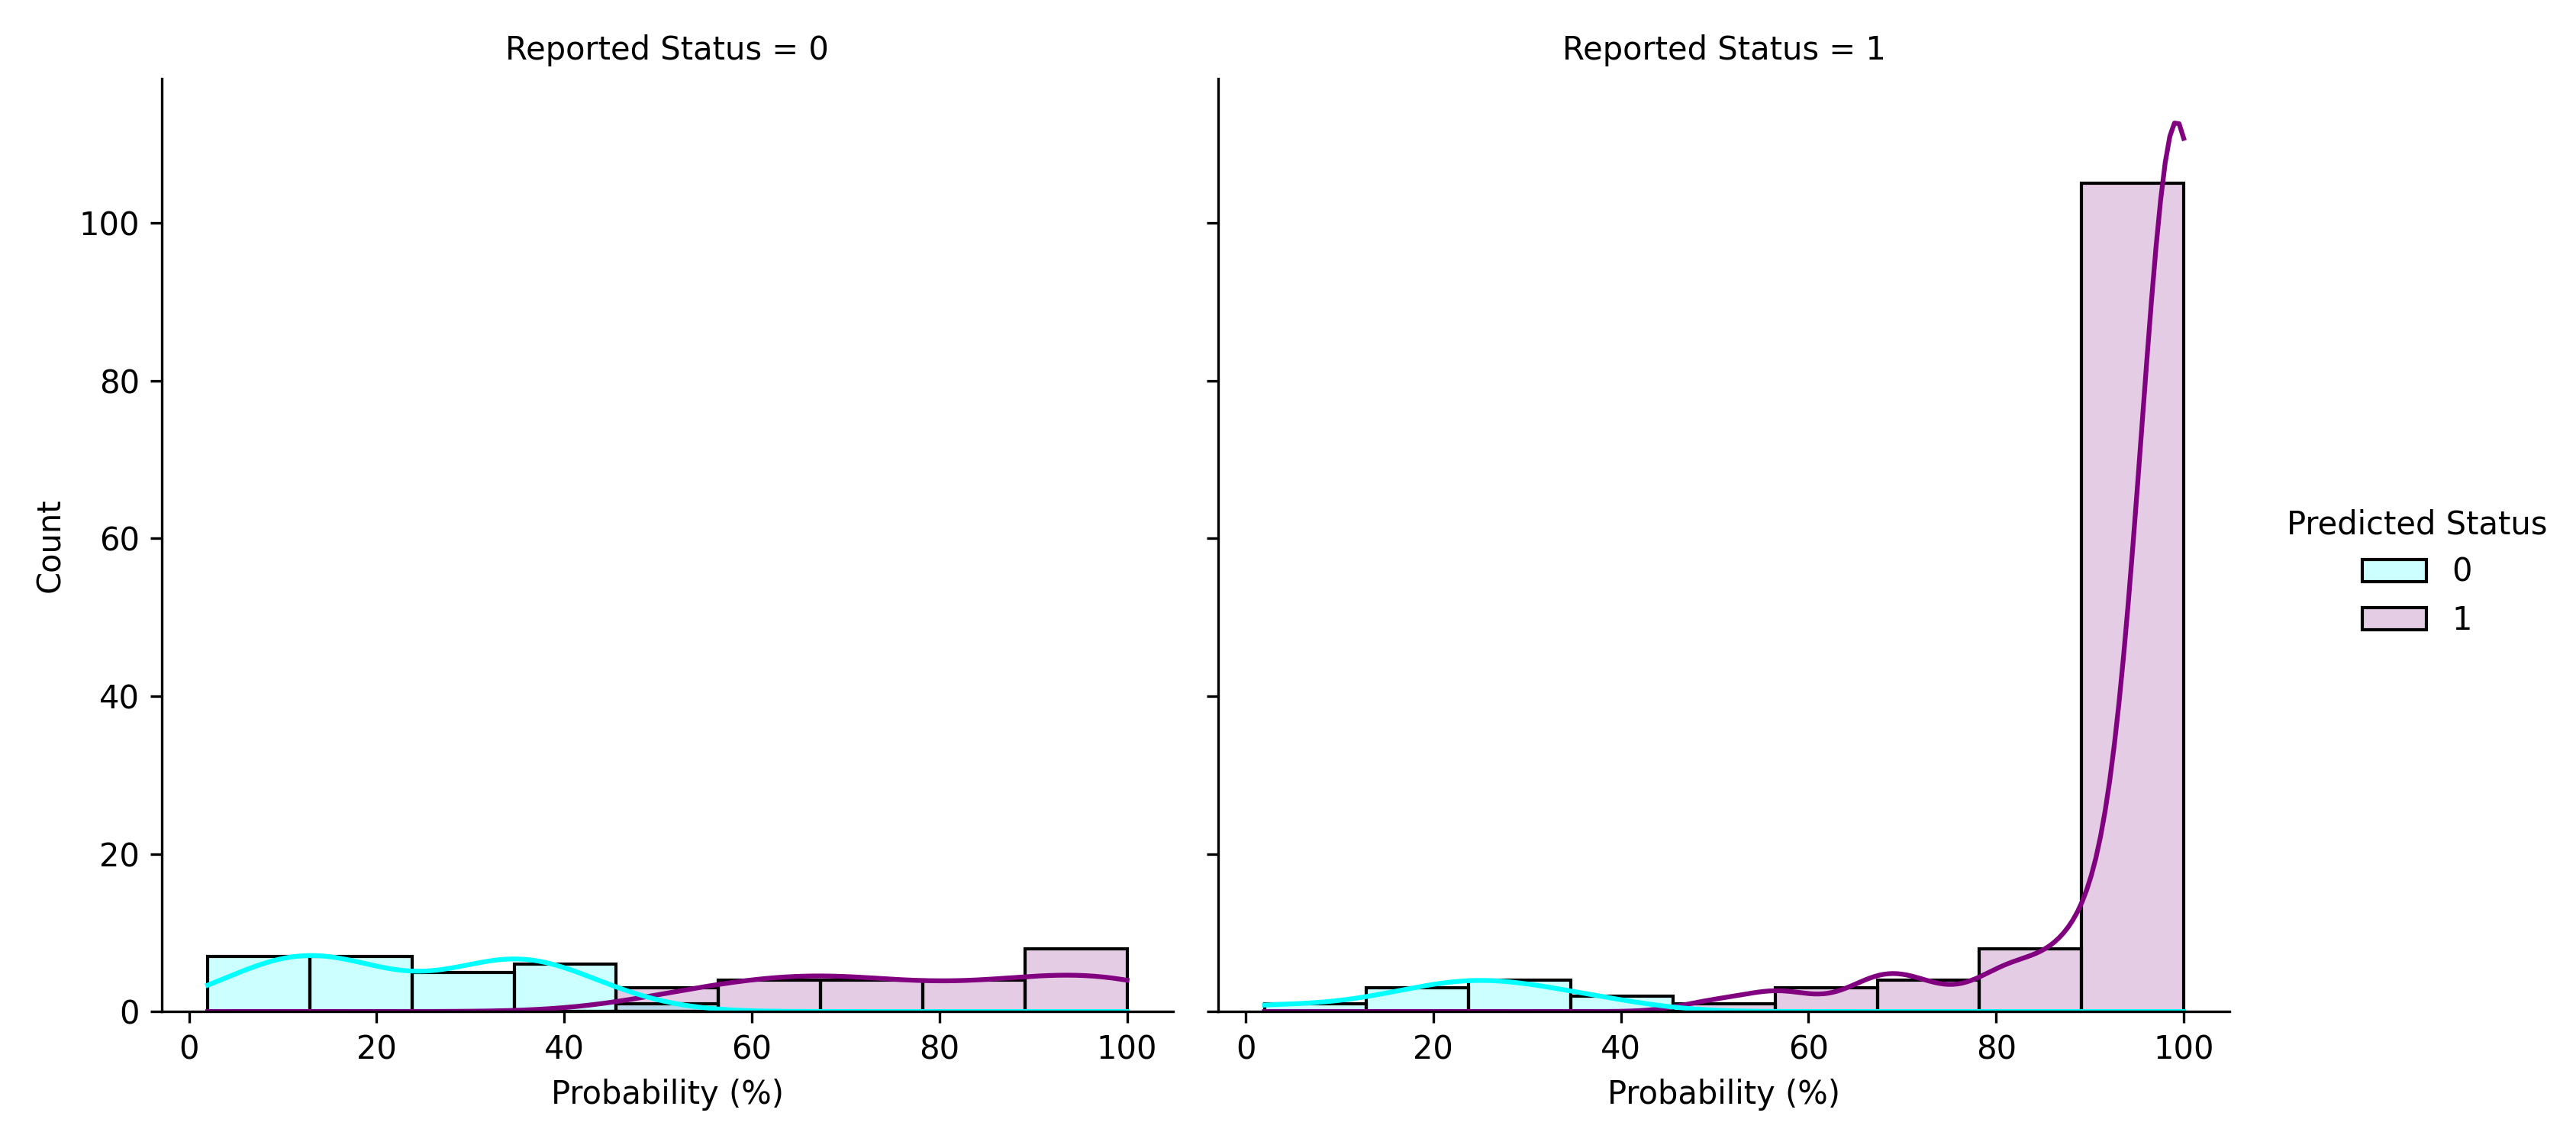 Reported Status = 0
Reported Status = 1
Count
100
80
60
40
20
0
0 20 40 60 80 100
0 20 40 60 80 100
Probability (%)
Probability (%)
Predicted Status
0
1